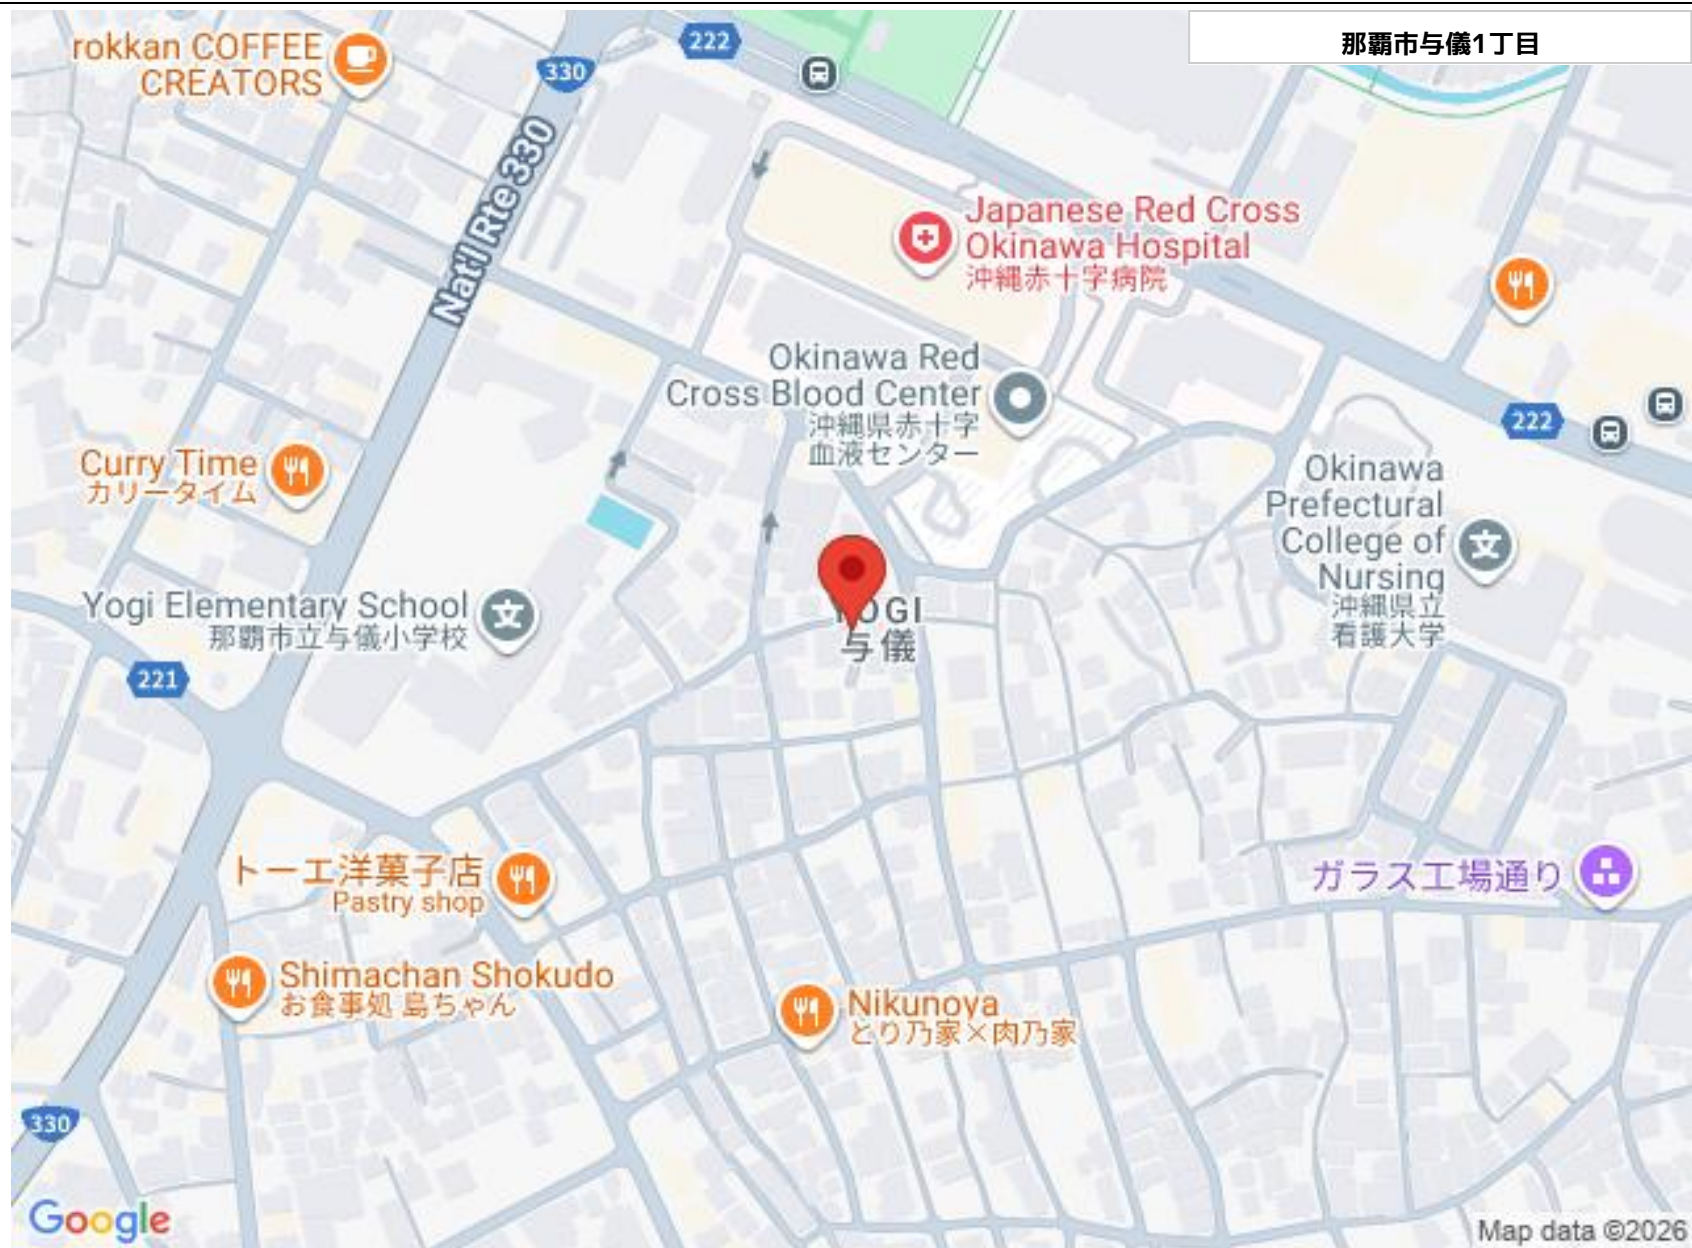 那覇市与儀1丁目
rokkan COFFEE
CREATORS
222
330
Nat'l Rte 330
Japanese Red Cross
Okinawa Hospital
沖縄赤十字病院
Okinawa Red
Cross Blood Center
沖縄県赤十字
血液センター
222
Curry Time
カリータイム
Okinawa
Prefectural
College of
Nursing
沖縄県立
看護大学
Yogi Elementary School
那覇市立与儀小学校
YOGI
与儀
221
トーエ洋菓子店
Pastry shop
ガラス工場通り
Shimachan Shokudo
お食事処 島ちゃん
Nikunoya
とり乃家×肉乃家
330
Google
Map data ©2026